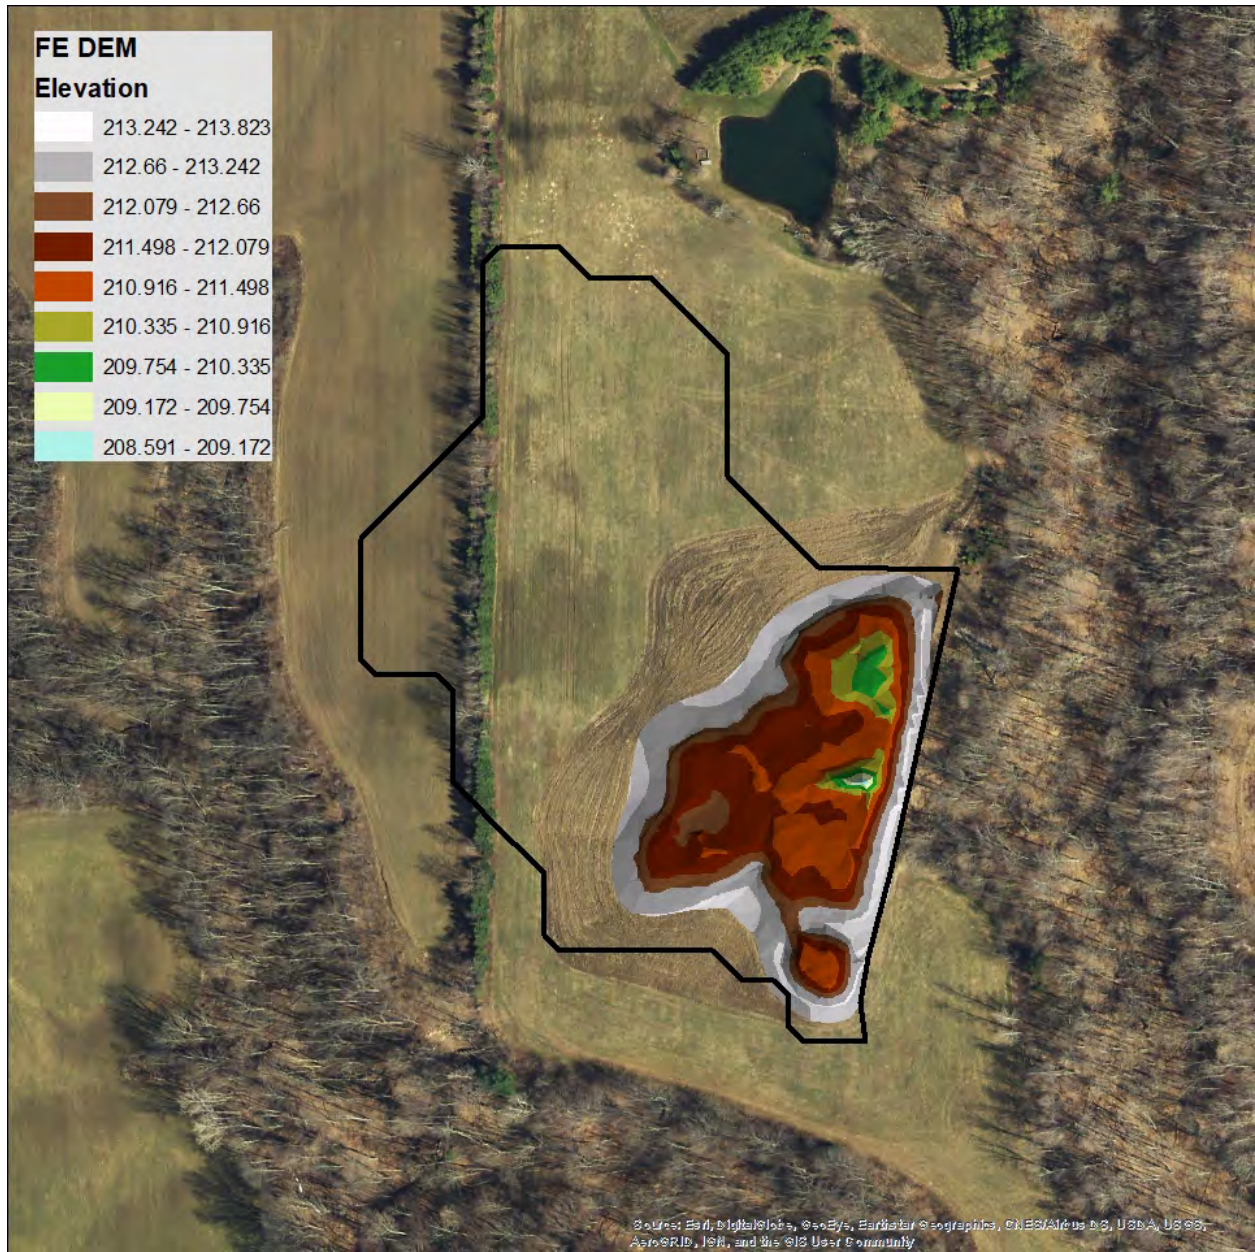 FE DEM
Elevation
213.242 - 213.823
212.66 - 213.242
212.079 - 212.66
211.498 - 212.079
210.916 - 211.498
210.335 - 210.916
209.754 - 210.335
209.172 - 209.754
208.591 - 209.172
Source: Esri, DigitalGlobe, GeoEye, Earthstar Geographics, CNES/Airbus DS, USDA, USGS,
AeroGRID, IGN, and the GIS User Community